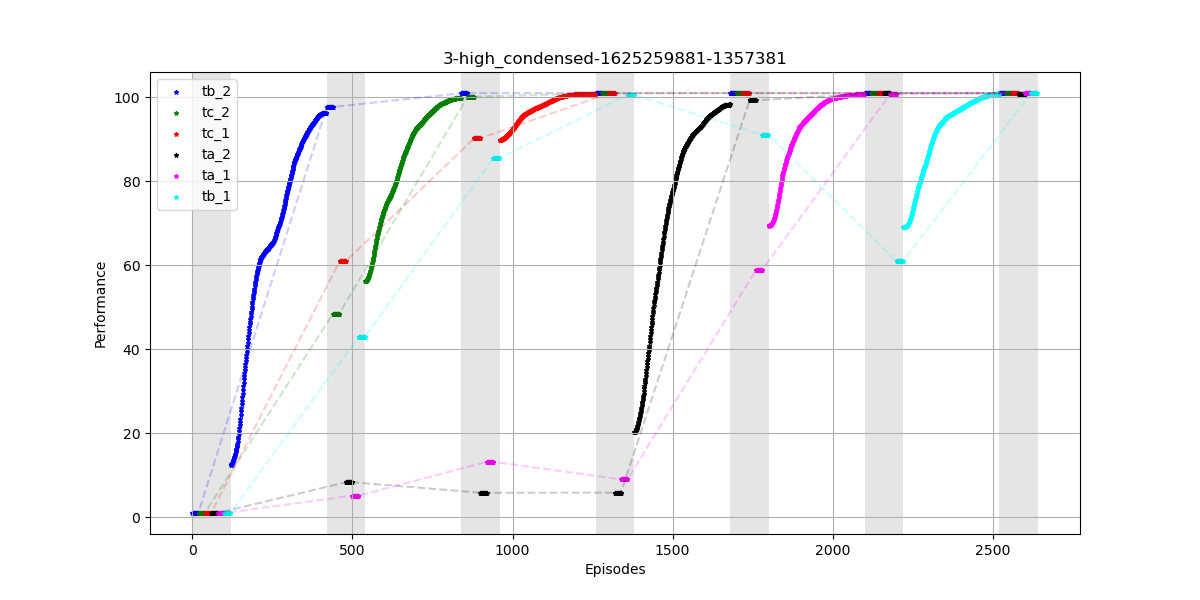 3-high_condensed-1625259881-1357381
tb_2
tc_2
tc_1
ta_2
ta_1
tb_1
100
80
60
40
20
0
Performance
0 500 1000 1500 2000 2500
Episodes